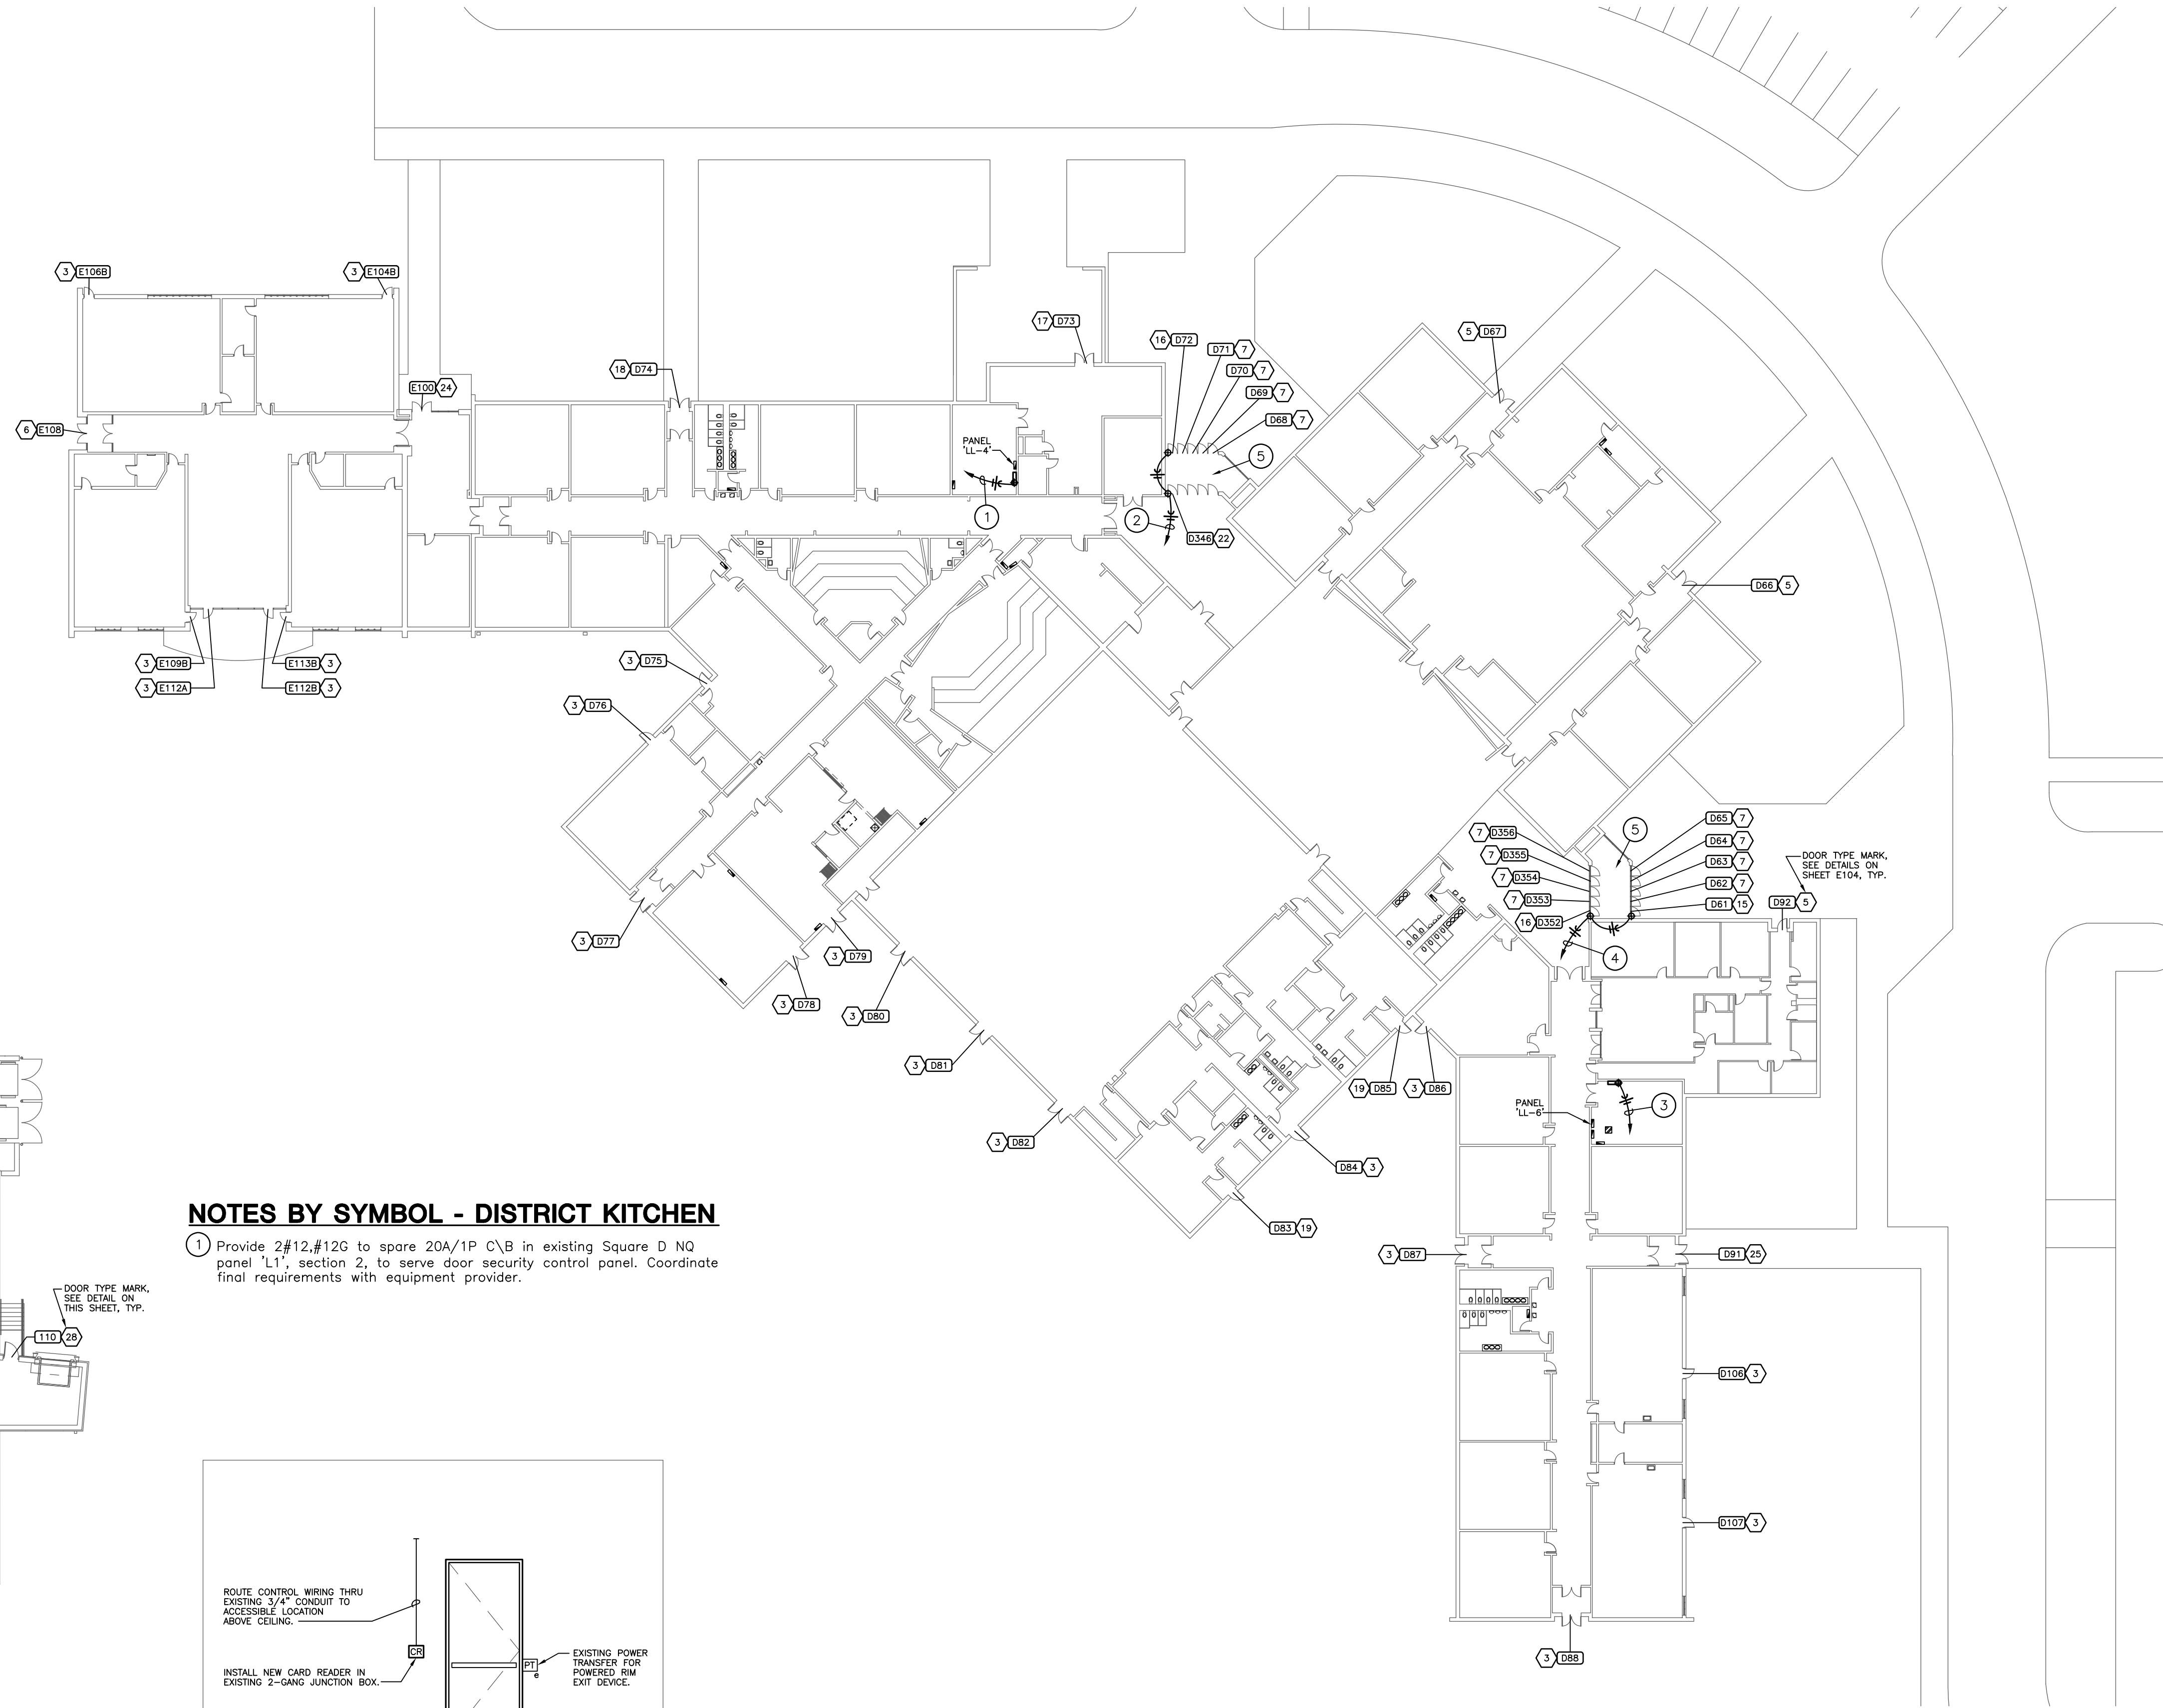 3 E106B
3 E104B
17 D73
16 D72
5 D67
D71 7
18 D74
D70 7
E100 24
D69 7
D68 7
6 E108
PANEL
'LL-4'
5
1
2
D346 22
D66 5
3 E109B
E113B 3
3 D75
3 E112A
E112B 3
3 D76
D65 7
7 D356
5
D64 7
7 D355
DOOR TYPE MARK,
SEE DETAILS ON
SHEET E104, TYP.
D63 7
7 D354
D62 7
7 D353
D61 15
D92 5
16 D352
3 D77
3 D79
4
3 D78
3 D80
3 D81
19 D85
3 D86
PANEL
'LL-6'
3
3 D82
D84 3
NOTES BY SYMBOL - DISTRICT KITCHEN
D83 19
1 Provide 2#12,#12G to spare 20A/1P C\B in existing Square D NQ
panel 'L1', section 2, to serve door security control panel. Coordinate
final requirements with equipment provider.
3 D87
D91 25
DOOR TYPE MARK,
SEE DETAIL ON
THIS SHEET, TYP.
110 28
D106 3
D107 3
ROUTE CONTROL WIRING THRU
EXISTING 3/4" CONDUIT TO
ACCESSIBLE LOCATION
ABOVE CEILING.
CR
INSTALL NEW CARD READER IN
EXISTING 2-GANG JUNCTION BOX.
PT
e
EXISTING POWER
TRANSFER FOR
POWERED RIM
EXIT DEVICE.
3 D88